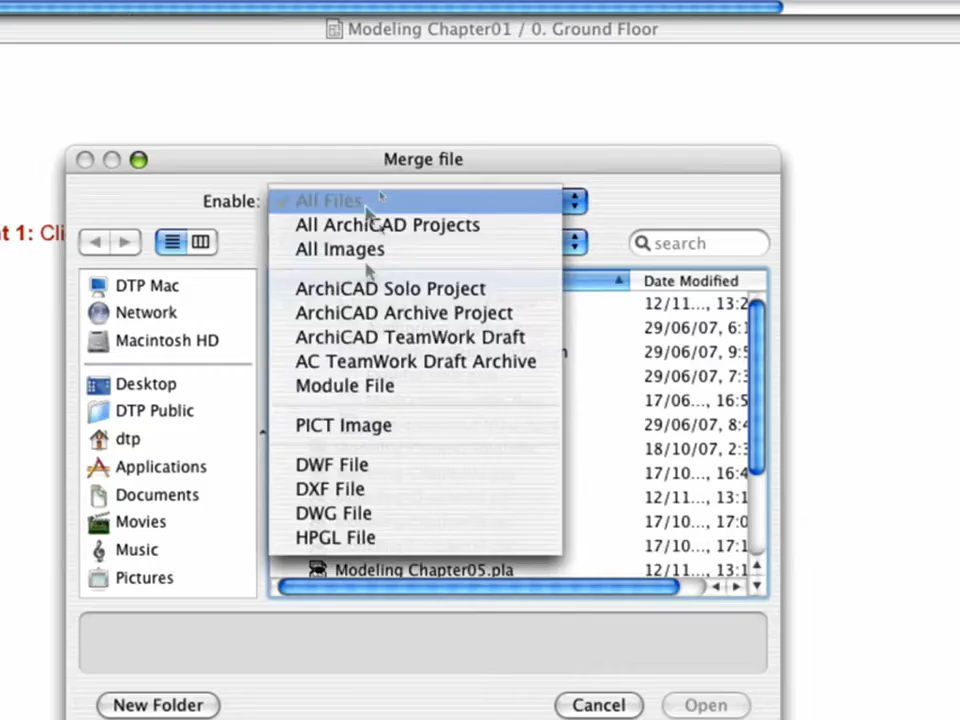 Modeling Chapter01 / 0. Ground Floor
Merge file
Enable:
All Files
All ArchiCAD Projects
All Images
ArchiCAD Solo Project
ArchiCAD Archive Project
ArchiCAD TeamWork Draft
AC TeamWork Draft Archive
Module File
PICT Image
DWF File
DXF File
DWG File
HPGL File
t 1: Cli
search
DTP Mac
Network
Macintosh HD
Desktop
DTP Public
dtp
Applications
Documents
Movies
Music
Pictures
Date Modified
12/11..., 13:2
29/06/07, 6:1
29/06/07, 9:5
29/06/07, 7:3
17/06..., 16:5
29/06/07, 8:4
18/10/07, 2:3
17/10..., 16:4
12/11..., 13:1
17/10..., 17:0
17/10..., 17:1
Modeling Chapter05.pla
12/11..., 13:1
New Folder
Cancel
Open